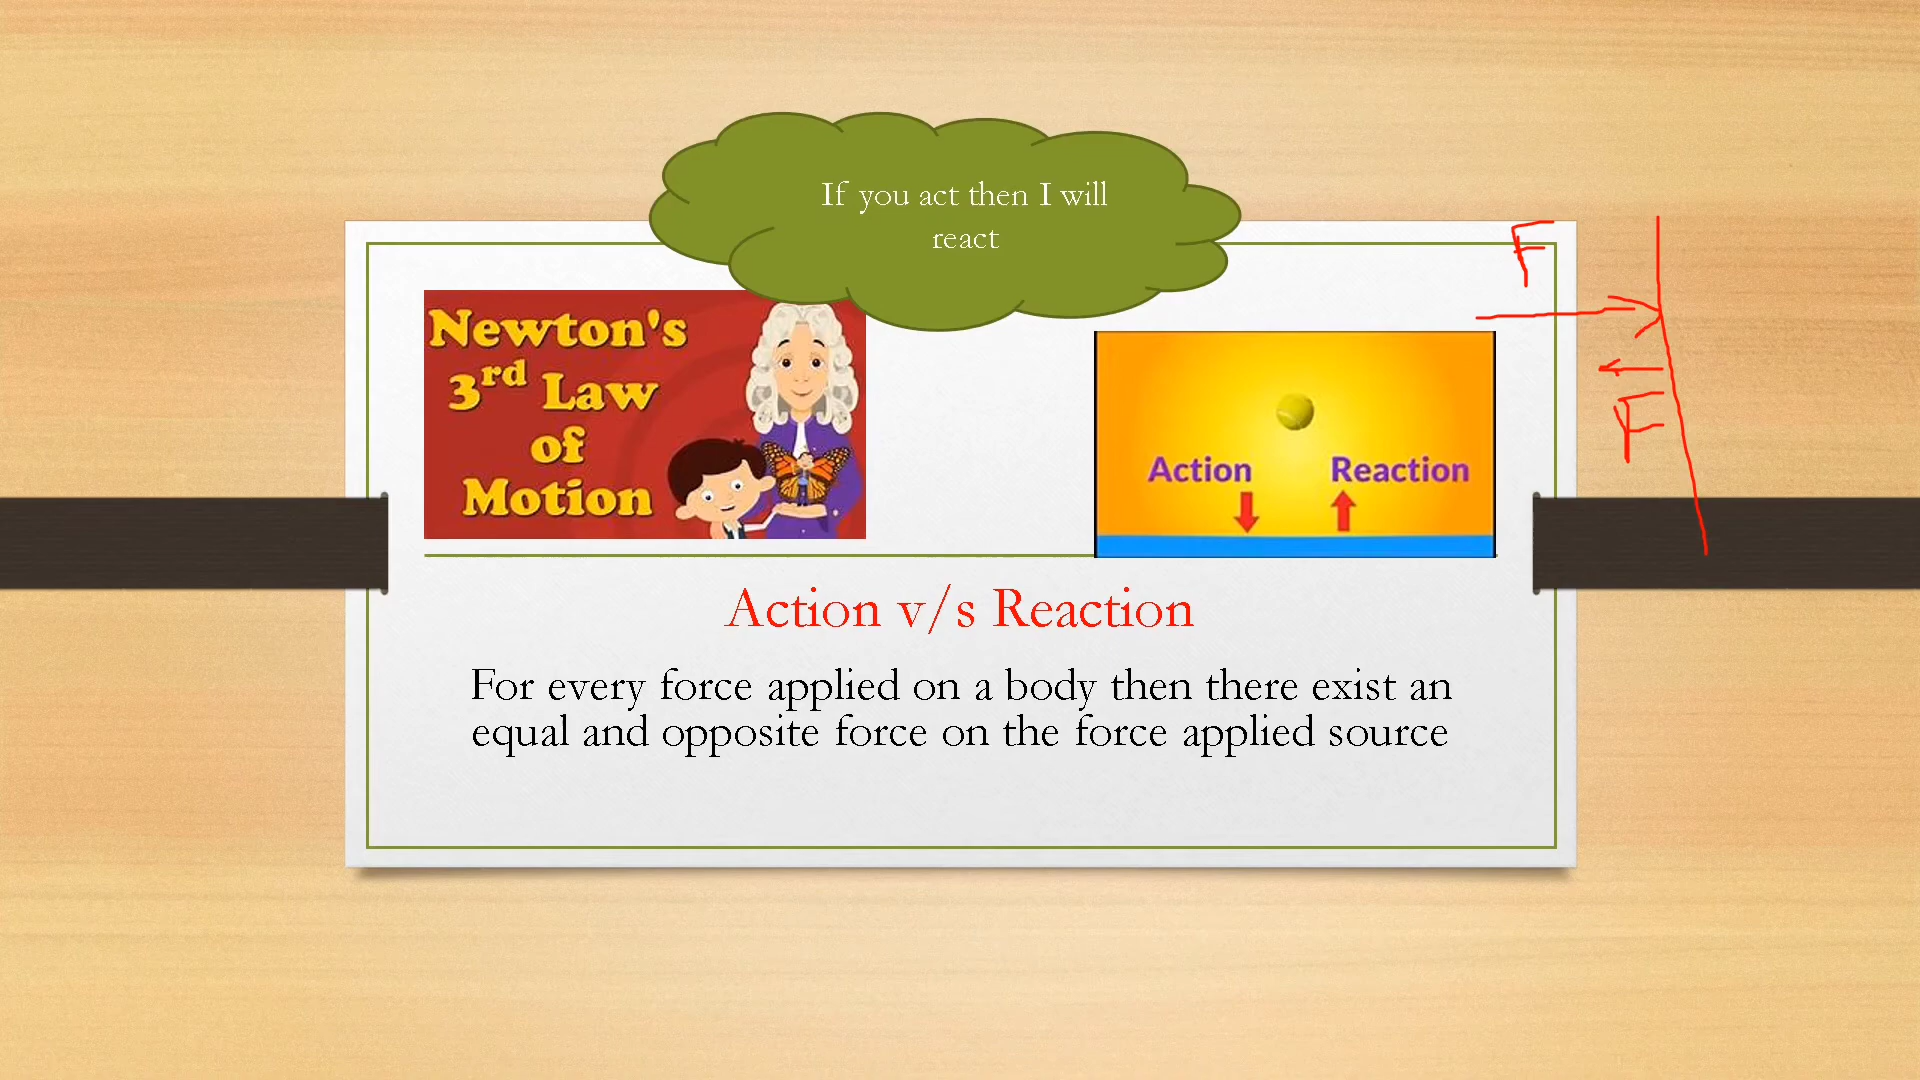 If you act then I will
react
Newton's
3rd Law
of
Motion
F
Action Reaction
F
Action v/s Reaction
For every force applied on a body then there exist an
equal and opposite force on the force applied source